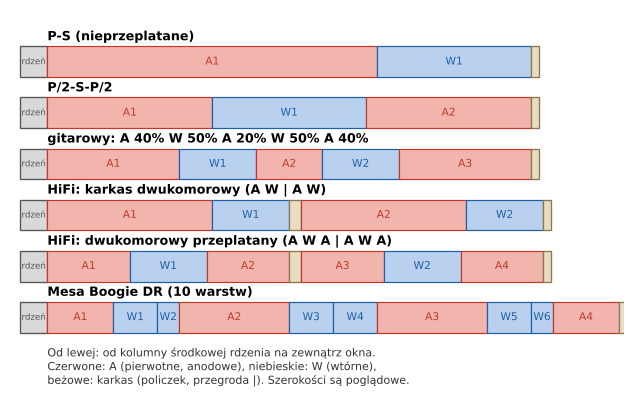 P-S (nieprzeplatane)
rdzeń A1 W1
P/2-S-P/2
rdzeń A1 W1 A2
gitarowy: A 40% W 50% A 20% W 50% A 40%
rdzeń A1 W1 A2 W2 A3
HiFi: karkas dwukomorowy (A W | A W)
rdzeń A1 W1 A2 W2
HiFi: dwukomorowy przeplatany (A W A | A W A)
rdzeń A1 W1 A2 A3 W2 A4
Mesa Boogie DR (10 warstw)
rdzeń A1 W1 W2 A2 W3 W4 A3 W5 W6 A4
Od lewej: od kolumny środkowej rdzenia na zewnątrz okna.
Czerwone: A (pierwotne, anodowe), niebieskie: W (wtórne),
beżowe: karkas (policzek, przegroda |). Szerokości są poglądowe.